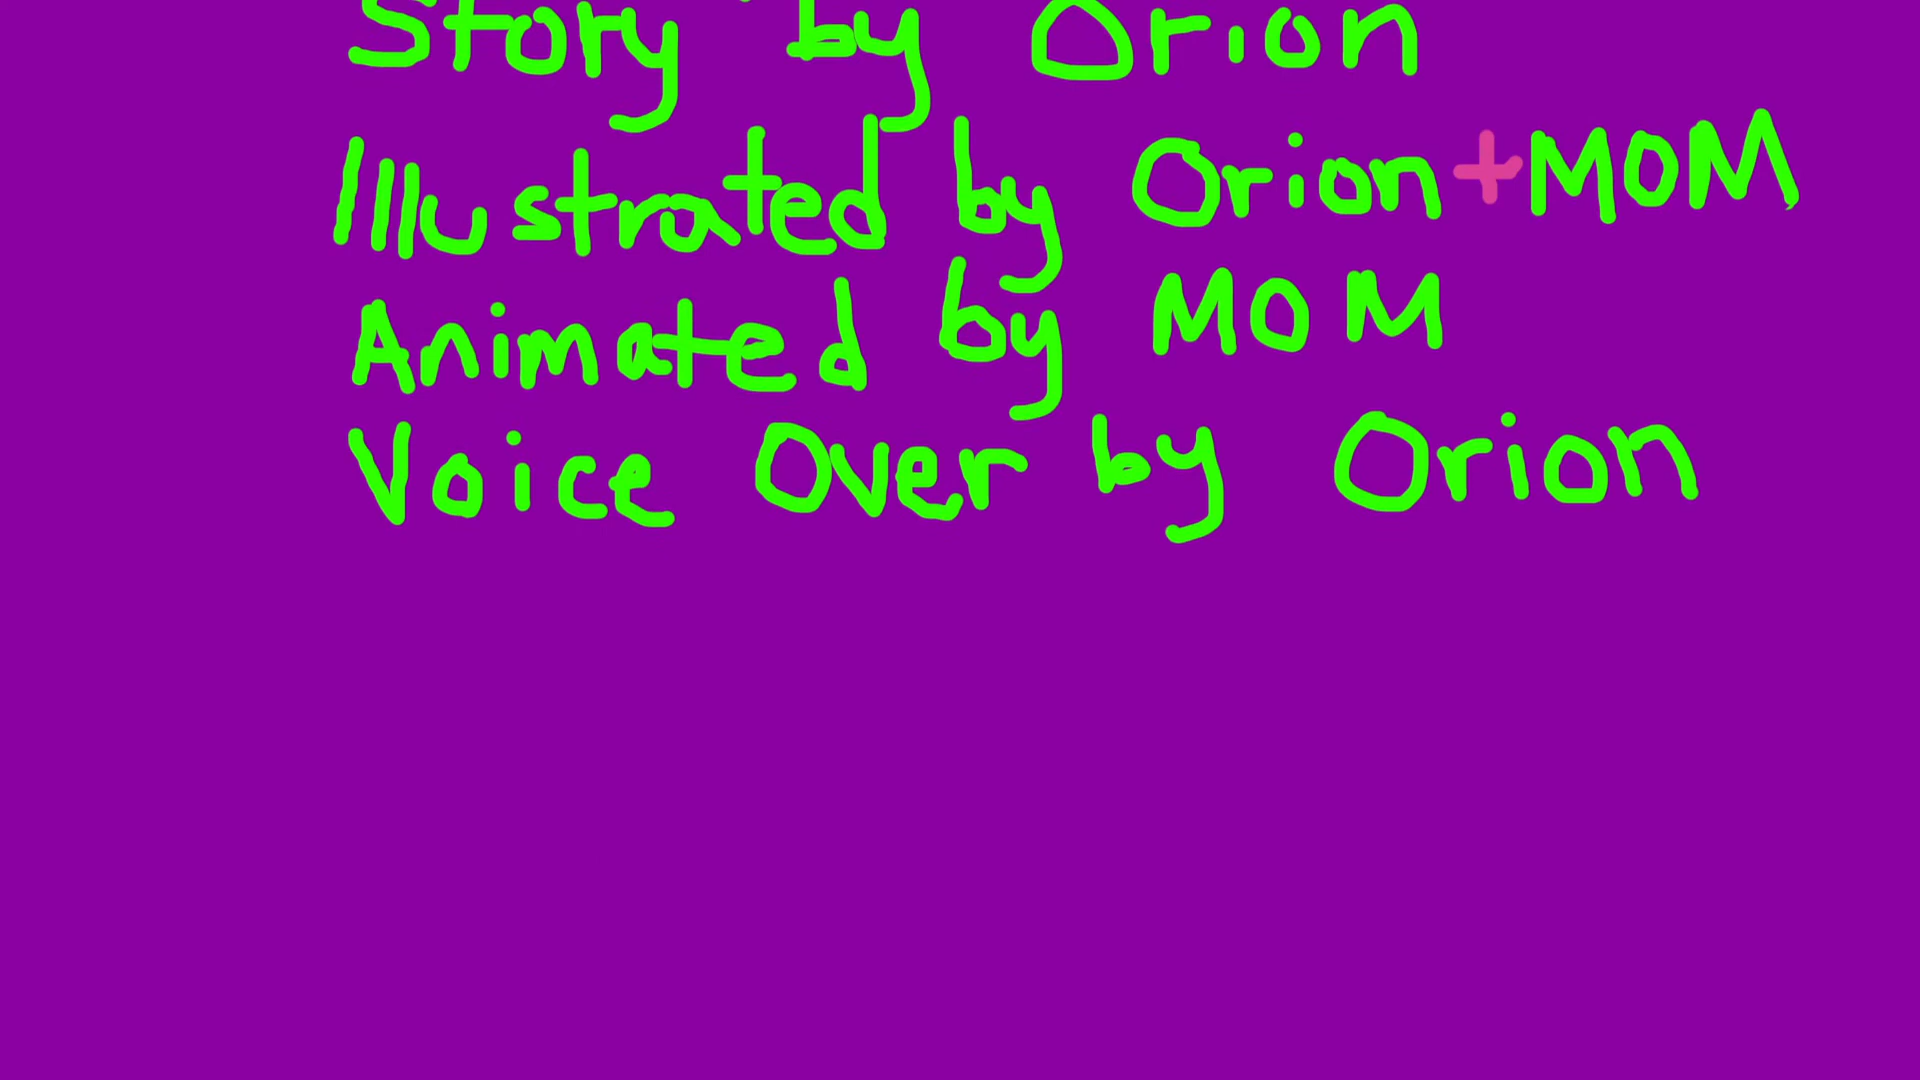 Story by Orion
Illustrated by Orion + MOM
Animated by MOM
Voice Over by Orion